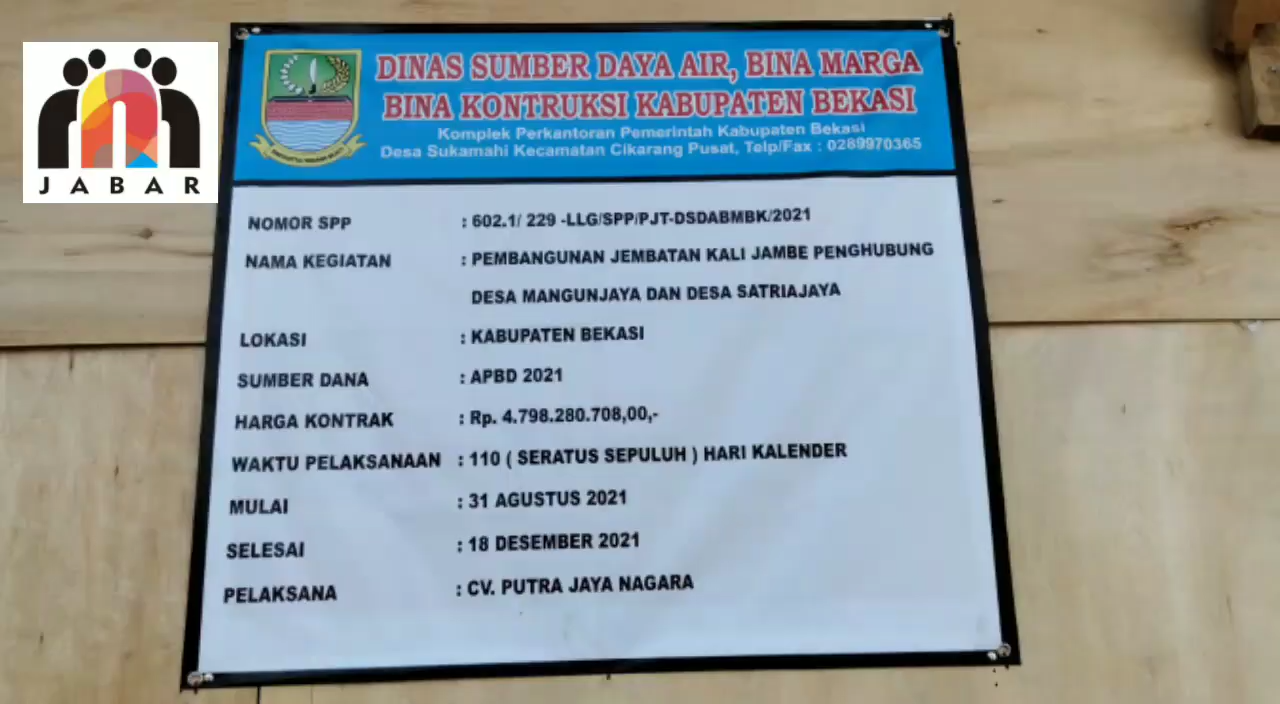 JABAR
DINAS SUMBER DAYA AIR, BINA MARGA
BINA KONTRUKSI KABUPATEN BEKASI
Komplek Perkantoran Pemerintah Kabupaten Bekasi
Desa Sukamahi Kecamatan Cikarang Pusat, Telp/Fax : 0289970365
NOMOR SPP : 602.1/ 229 -LLG/SPP/PJT-DSDABMBK/2021
NAMA KEGIATAN : PEMBANGUNAN JEMBATAN KALI JAMBE PENGHUBUNG
DESA MANGUNJAYA DAN DESA SATRIAJAYA
LOKASI : KABUPATEN BEKASI
SUMBER DANA : APBD 2021
HARGA KONTRAK : Rp. 4.798.280.708,00,-
WAKTU PELAKSANAAN : 110 ( SERATUS SEPULUH ) HARI KALENDER
MULAI : 31 AGUSTUS 2021
SELESAI : 18 DESEMBER 2021
PELAKSANA : CV. PUTRA JAYA NAGARA